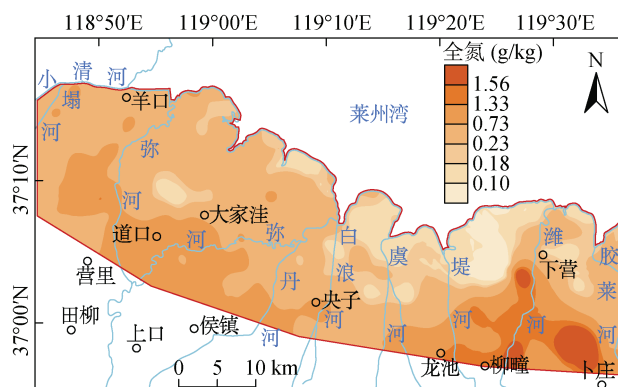 118°50′E
119°00′E
119°10′E
119°20′E
119°30′E
37°10′N
37°00′N
全氮 (g/kg)
1.56
1.33
0.73
0.23
0.18
0.10
N
莱州湾
小清河
塌河
羊口
弥河
大家洼
道口
弥河
丹河
白浪河
虞河
堤河
潍河
胶莱河
下营
营里
央子
田柳
上口
侯镇
龙池
柳疃
卜庄
0 5 10 km